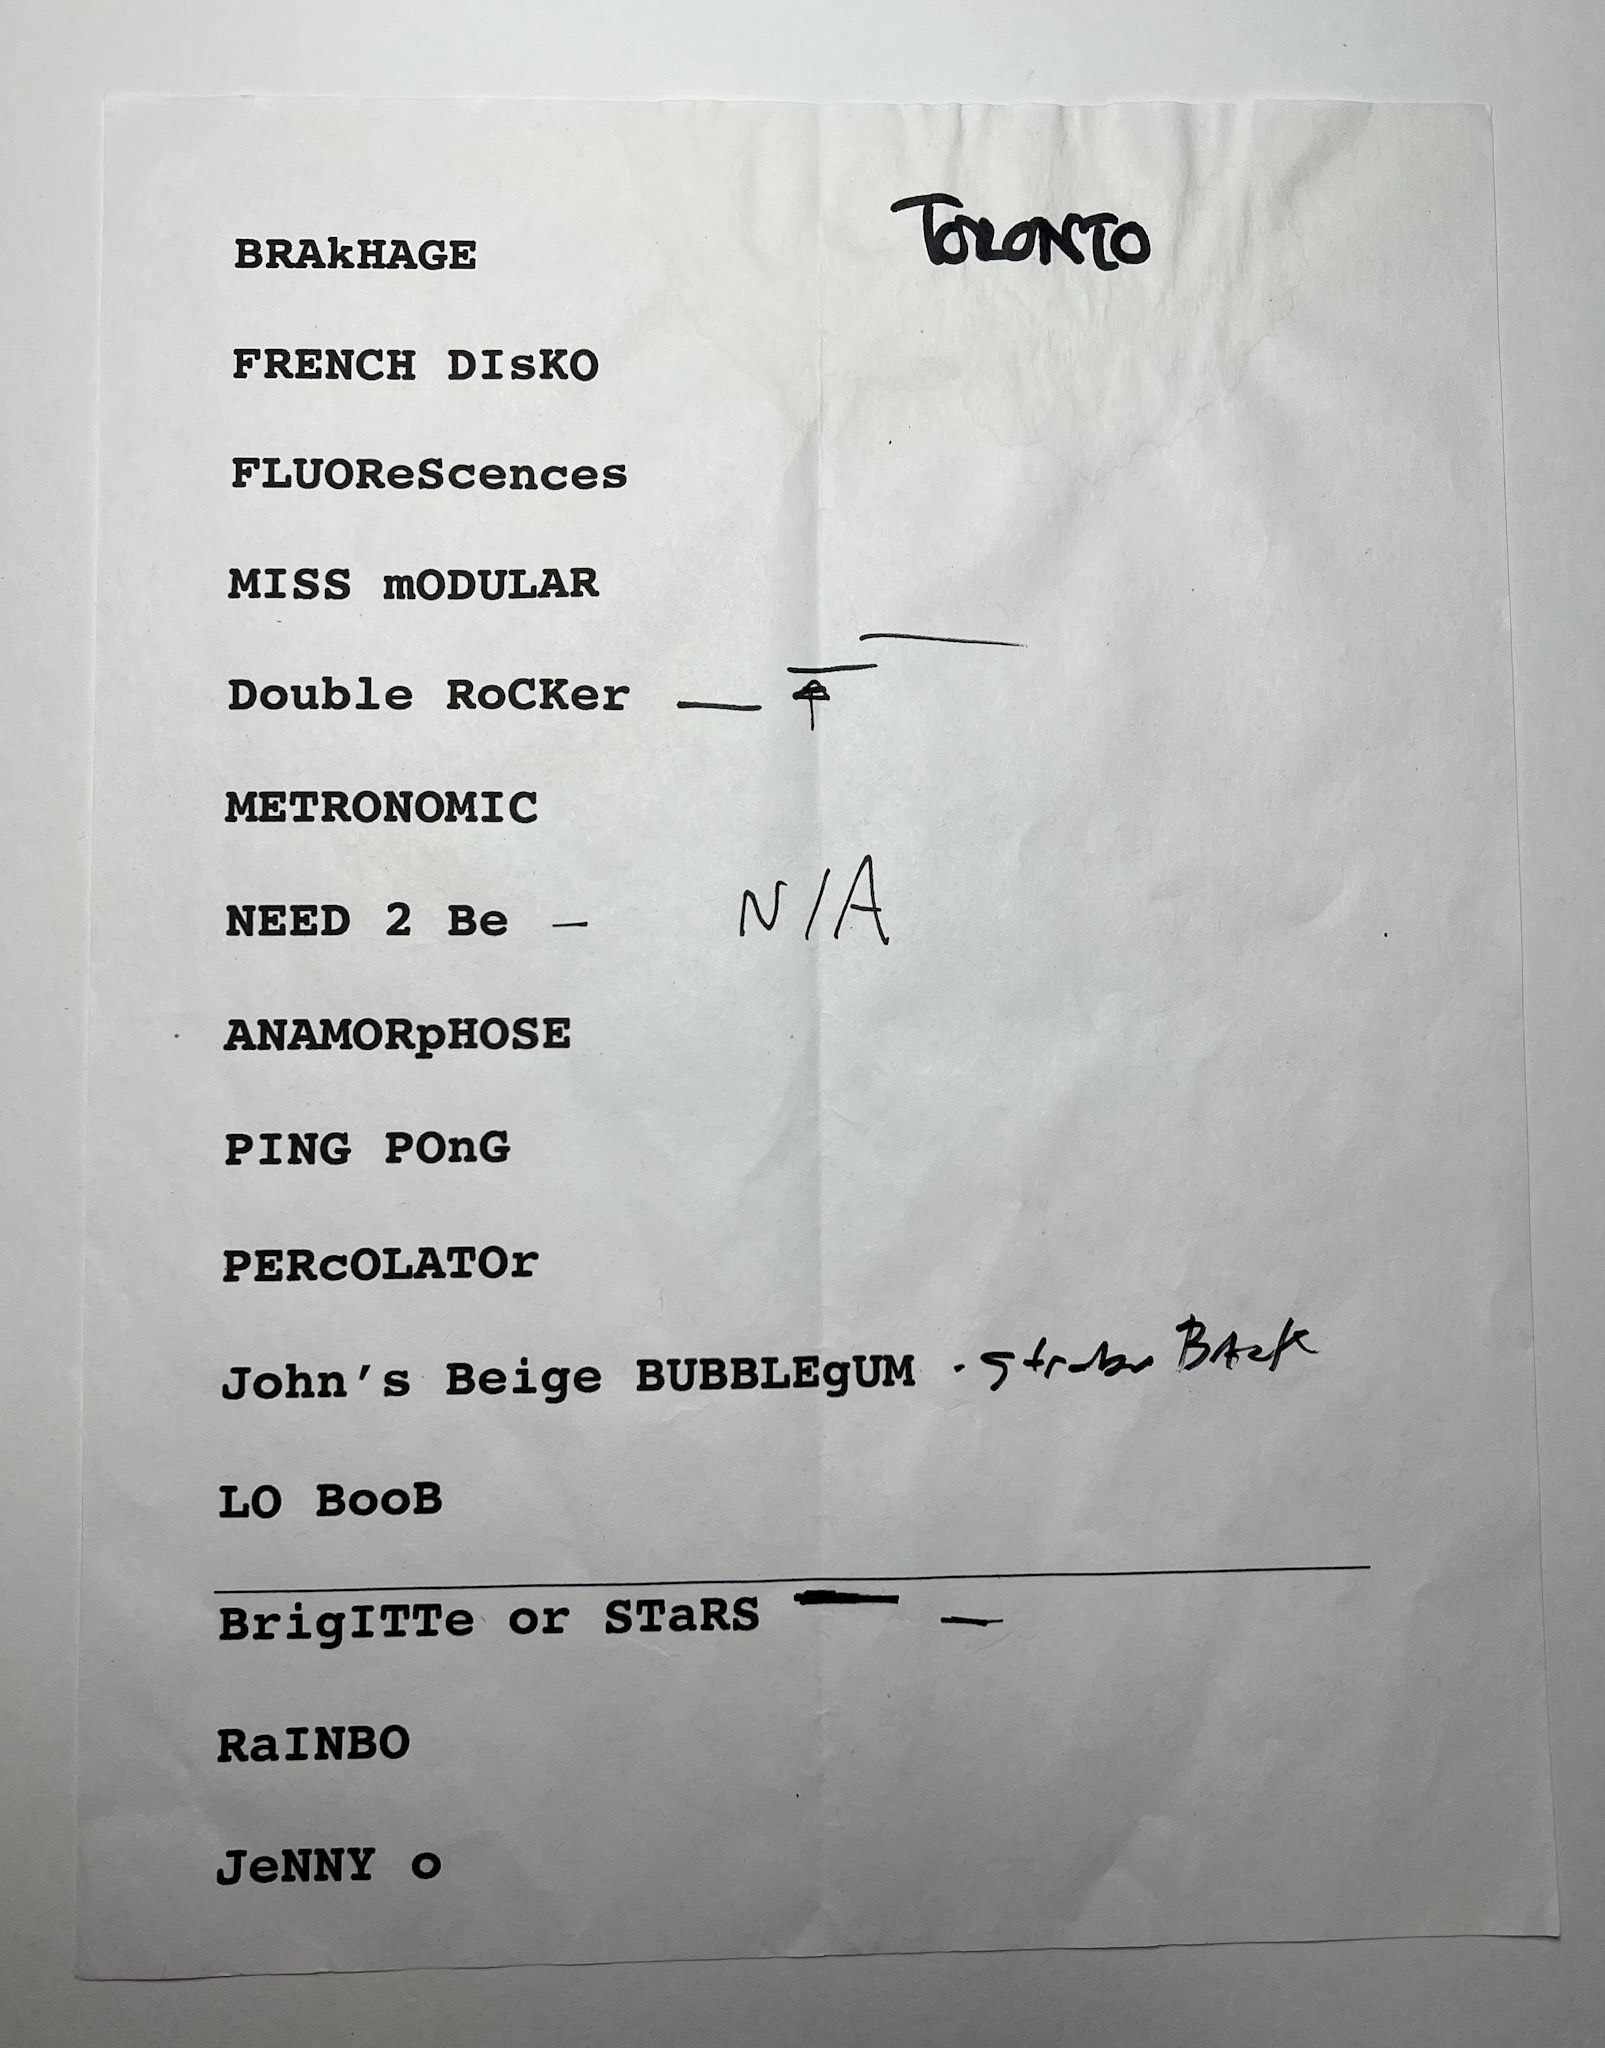 TORONTO
BRAkHAGE
FRENCH DIsKO
FLUOReScences
MISS mODULAR
Double RoCKer
METRONOMIC
NEED 2 Be — N/A
ANAMORpHOSE
PING POnG
PERcOLATOr
John's Beige BUBBLEgUM · BAck
LO BooB
BrigITTe or STaRS
RaINBO
JeNNY o